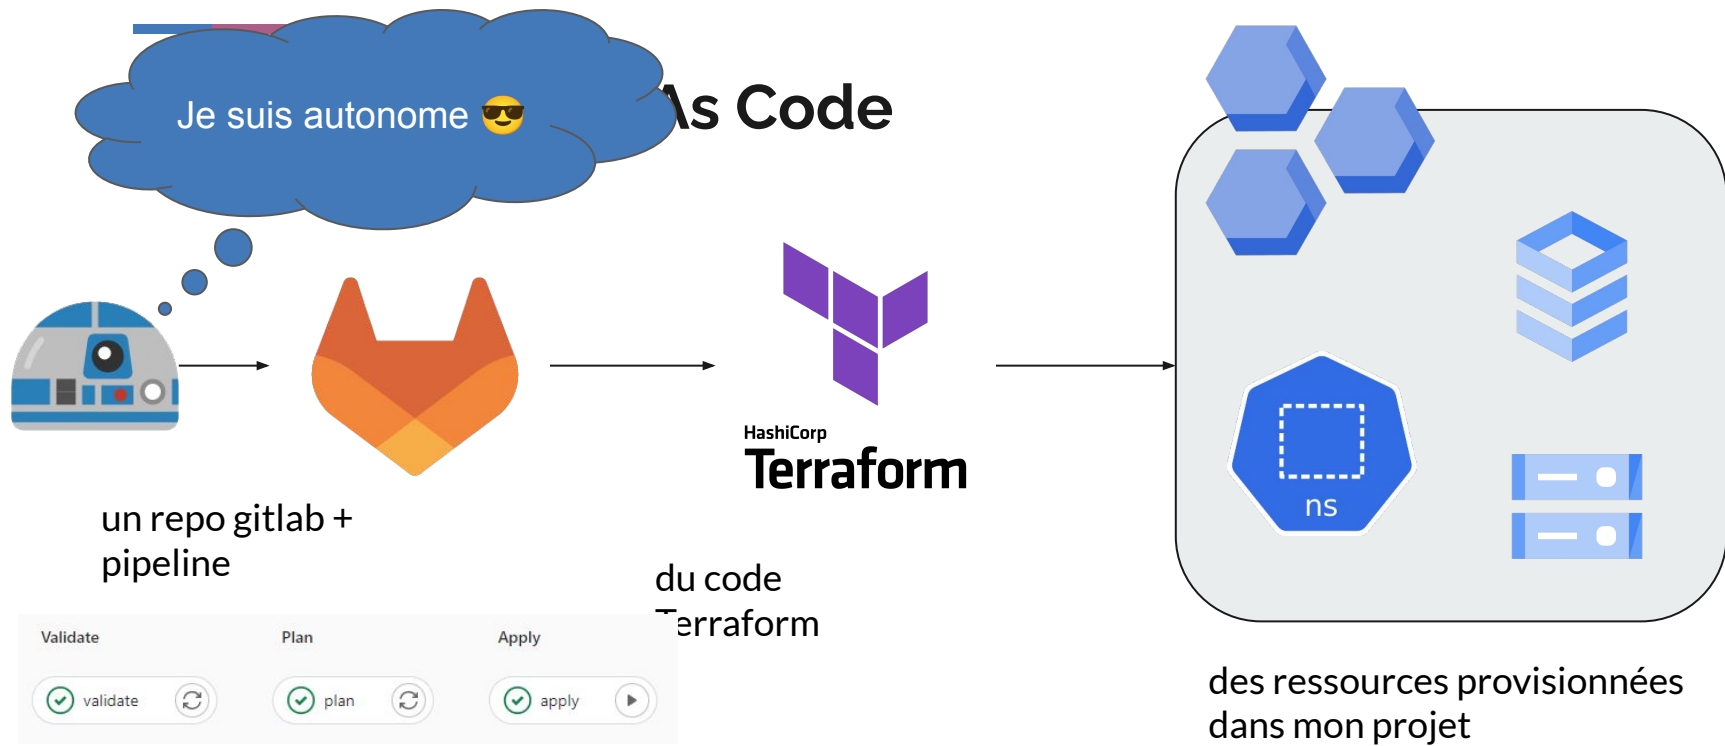 Je suis autonome 😎
As Code
HashiCorp
Terraform
ns
un repo gitlab +
pipeline
du code
Terraform
Validate
Plan
Apply
validate
plan
apply
des ressources provisionnées
dans mon projet